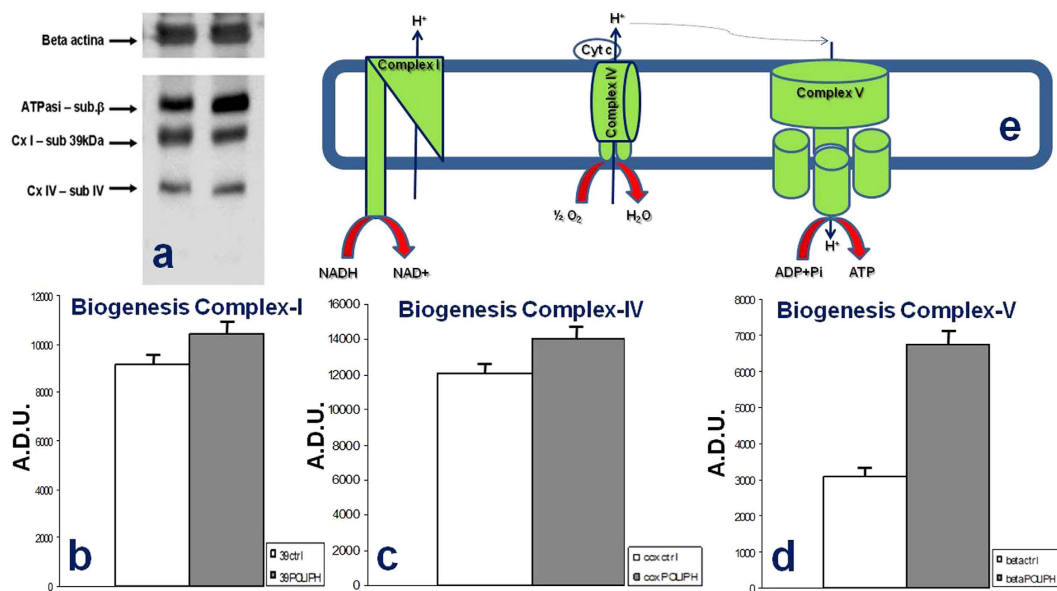 Beta actina
ATPasi – sub.β
Cx I – sub 39kDa
Cx IV – sub IV
a
H⁺
Complex I
NADH
NAD+
H⁺
Cyt c
Complex IV
½ O₂
H₂O
Complex V
H⁺
ADP+Pi
ATP
e
Biogenesis Complex-I
A.D.U.
12000
10000
8000
6000
4000
2000
0
b
39ctrl
39POLIPH
Biogenesis Complex-IV
A.D.U.
16000
14000
12000
10000
8000
6000
4000
2000
0
c
cox ctrl
cox POLIPH
Biogenesis Complex-V
A.D.U.
8000
7000
6000
5000
4000
3000
2000
1000
0
d
betactrl
betaPOLIPH